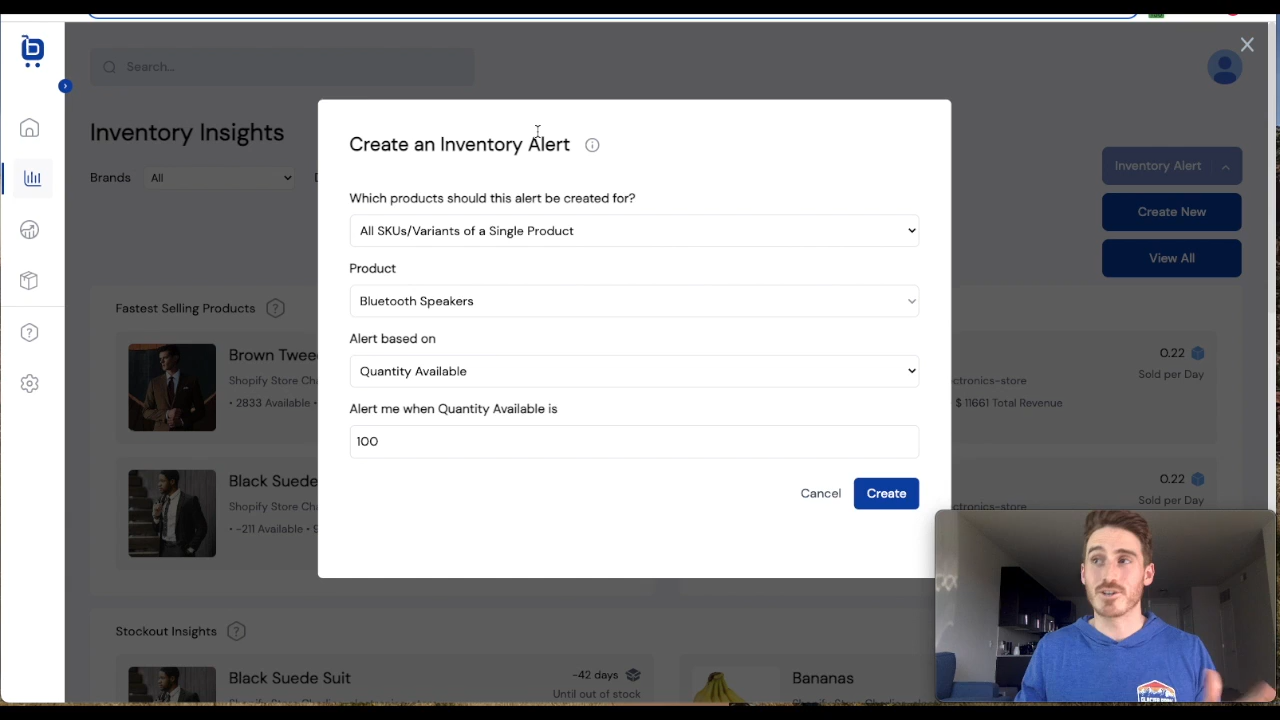 Search...
Inventory Insights
Brands
All
Inventory Alert
Create New
View All
Create an Inventory Alert
Which products should this alert be created for?
All SKUs/Variants of a Single Product
Product
Bluetooth Speakers
Alert based on
Quantity Available
Alert me when Quantity Available is
100
Cancel
Create
Fastest Selling Products
?
Brown Twee
Shopify Store Ch
• 2833 Available •
0.22
Sold per Day
ctronics-store
$ 11661 Total Revenue
Black Suede
Shopify Store Ch
• -211 Available • 9
0.22
Sold per Day
ctronics-store
Stockout Insights
?
Black Suede Suit
-42 days
Until out of stock
Bananas